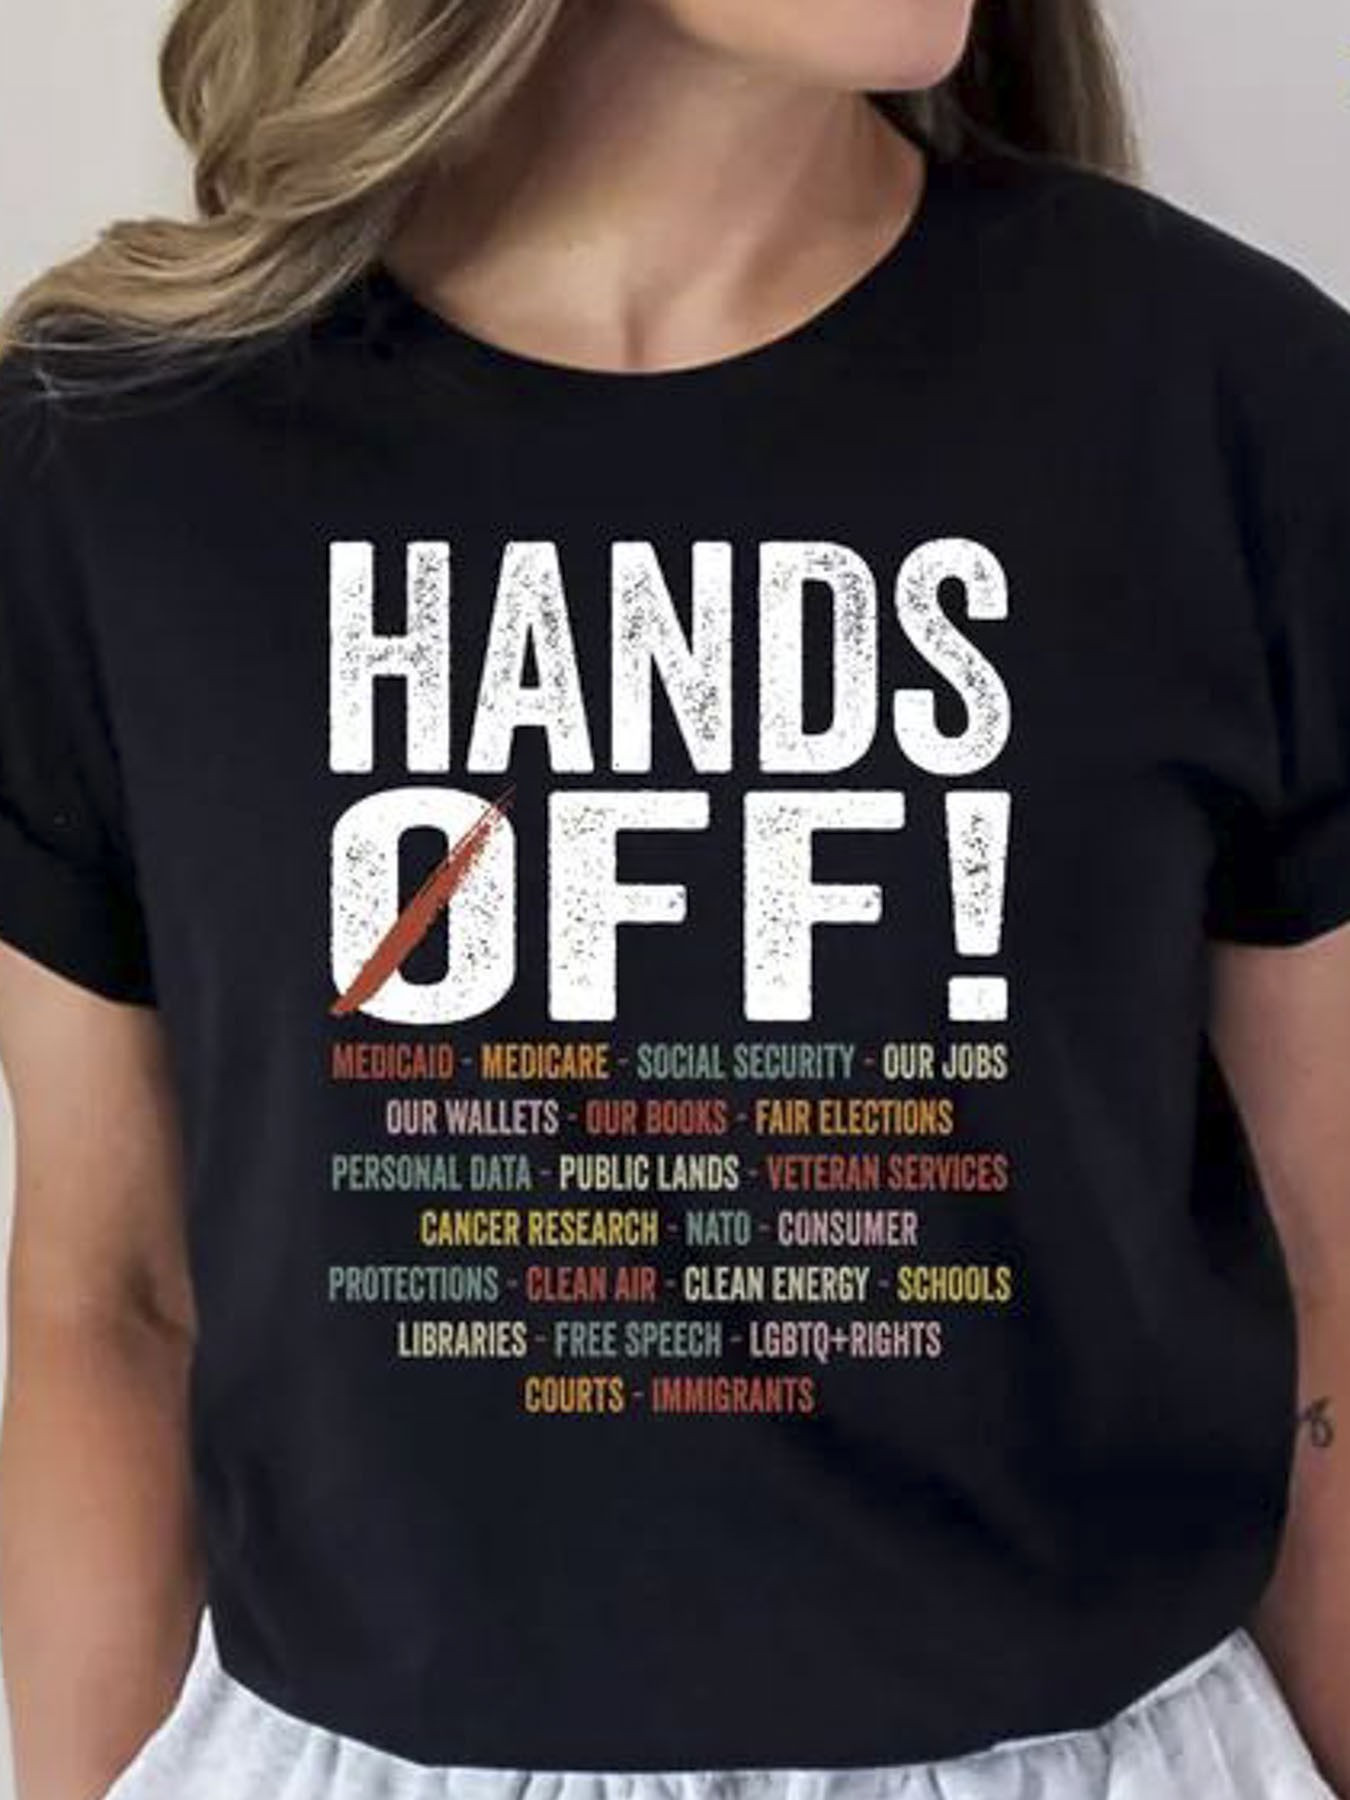 HANDS
OFF!
MEDICAID - MEDICARE - SOCIAL SECURITY - OUR JOBS
OUR WALLETS - OUR BOOKS - FAIR ELECTIONS
PERSONAL DATA - PUBLIC LANDS - VETERAN SERVICES
CANCER RESEARCH - NATO - CONSUMER
PROTECTIONS - CLEAN AIR - CLEAN ENERGY - SCHOOLS
LIBRARIES - FREE SPEECH - LGBTQ+RIGHTS
COURTS - IMMIGRANTS